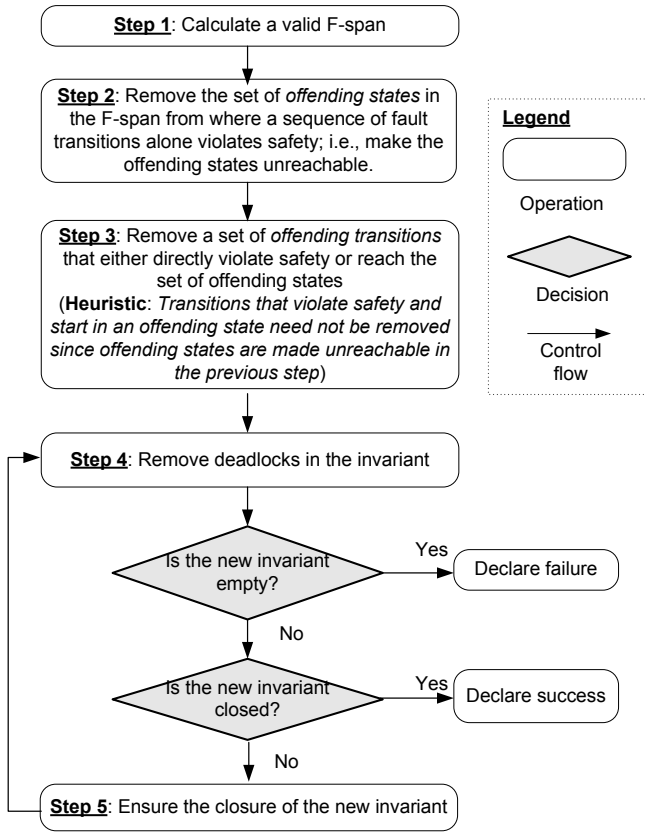 Step 1: Calculate a valid F-span
Step 2: Remove the set of offending states in
the F-span from where a sequence of fault
transitions alone violates safety; i.e., make the
offending states unreachable.
Step 3: Remove a set of offending transitions
that either directly violate safety or reach the
set of offending states
(Heuristic: Transitions that violate safety and
start in an offending state need not be removed
since offending states are made unreachable in
the previous step)
Step 4: Remove deadlocks in the invariant
Is the new invariant
empty?
Yes
Declare failure
No
Is the new invariant
closed?
Yes
Declare success
No
Step 5: Ensure the closure of the new invariant
Legend
Operation
Decision
Control
flow